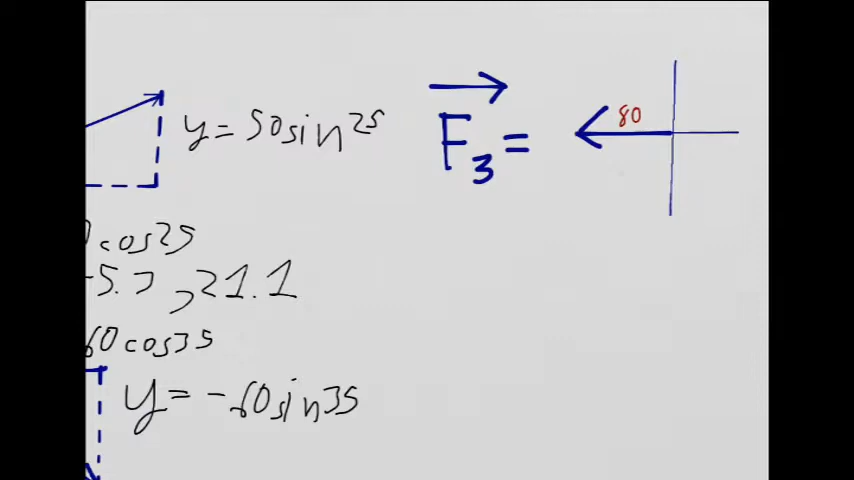 y = 50sin25
F₃ =
80
cos25
5.7 , 21.1
60cos35
y = -60sin35